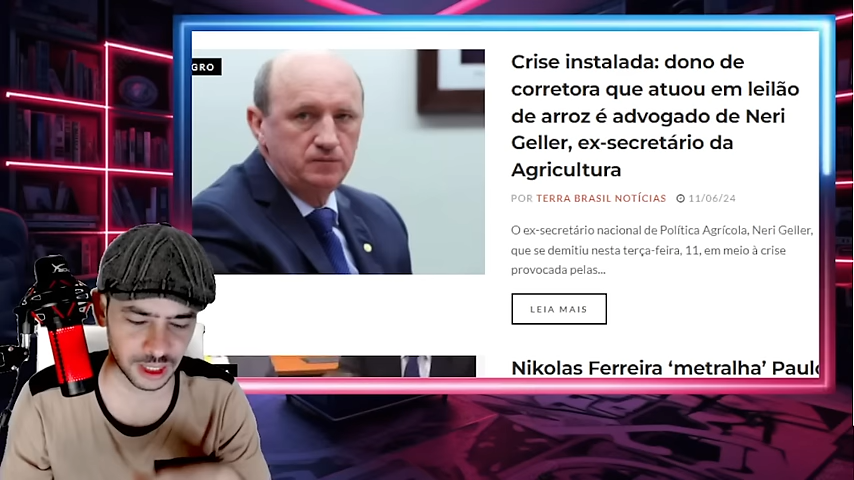 GRO
Crise instalada: dono de
corretora que atuou em leilão
de arroz é advogado de Neri
Geller, ex-secretário da
Agricultura
POR TERRA BRASIL NOTÍCIAS 11/06/24
O ex-secretário nacional de Política Agrícola, Neri Geller,
que se demitiu nesta terça-feira, 11, em meio à crise
provocada pelas...
LEIA MAIS
Nikolas Ferreira ‘metralha’ Paulo